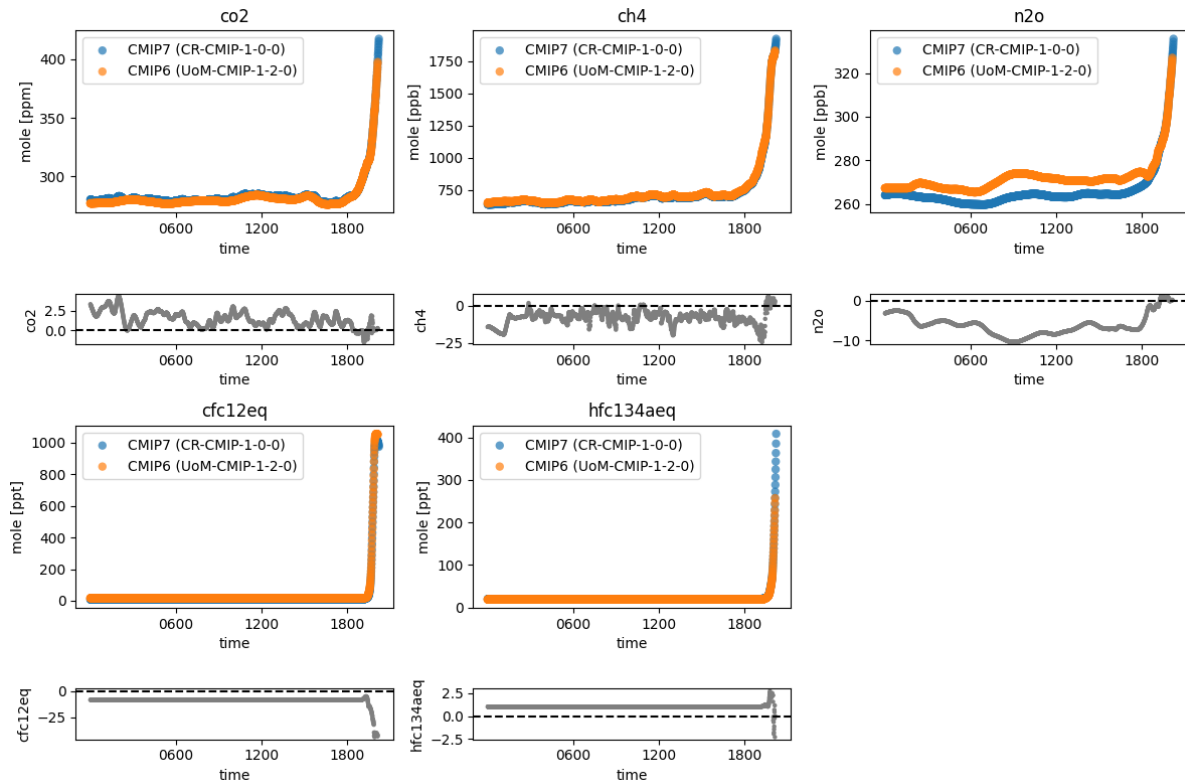 co2
CMIP7 (CR-CMIP-1-0-0)
CMIP6 (UoM-CMIP-1-2-0)
mole [ppm]
400
300
0600
1200
1800
time
ch4
CMIP7 (CR-CMIP-1-0-0)
CMIP6 (UoM-CMIP-1-2-0)
mole [ppb]
1750
1500
1250
1000
750
0600
1200
1800
time
n2o
CMIP7 (CR-CMIP-1-0-0)
CMIP6 (UoM-CMIP-1-2-0)
mole [ppb]
320
300
280
260
0600
1200
1800
time
co2
2.5
0.0
0600
1200
1800
time
ch4
0
−25
0600
1200
1800
time
n2o
0
−10
0600
1200
1800
time
cfc12eq
CMIP7 (CR-CMIP-1-0-0)
CMIP6 (UoM-CMIP-1-2-0)
mole [ppt]
1000
800
600
400
200
0
0600
1200
1800
time
hfc134aeq
CMIP7 (CR-CMIP-1-0-0)
CMIP6 (UoM-CMIP-1-2-0)
mole [ppt]
400
300
200
100
0
0600
1200
1800
time
cfc12eq
0
−25
0600
1200
1800
time
hfc134aeq
2.5
0.0
−2.5
0600
1200
1800
time